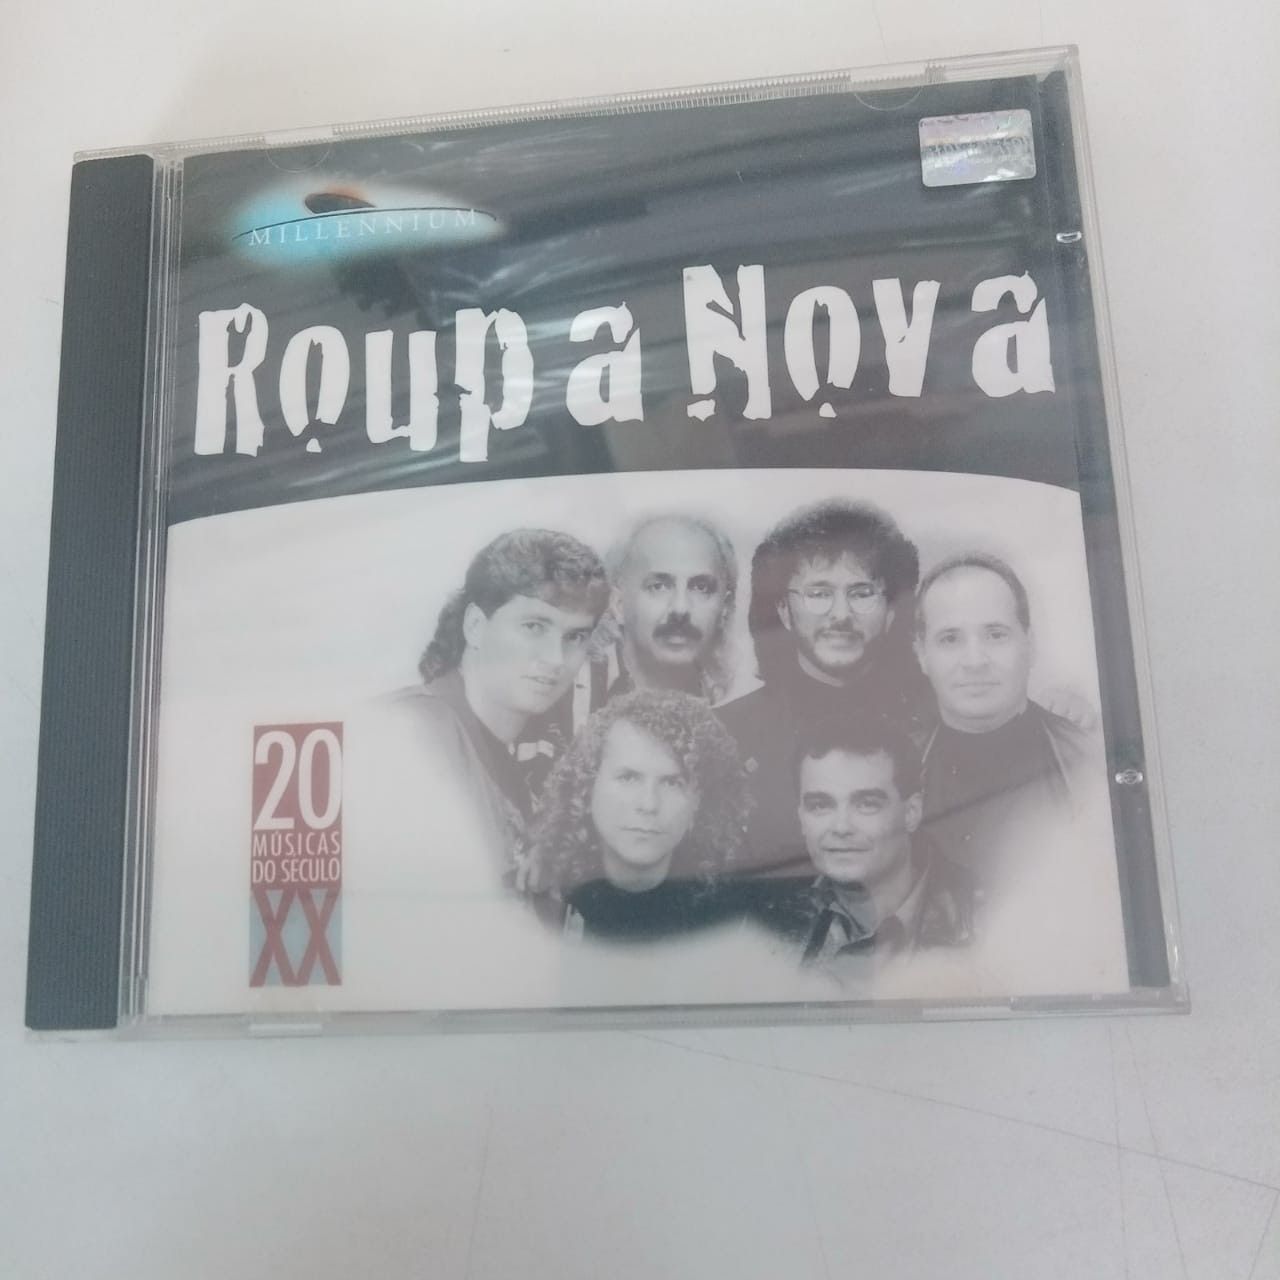 MILLENNIUM
Roupa Nova
20
MÚSICAS
DO SÉCULO
XX